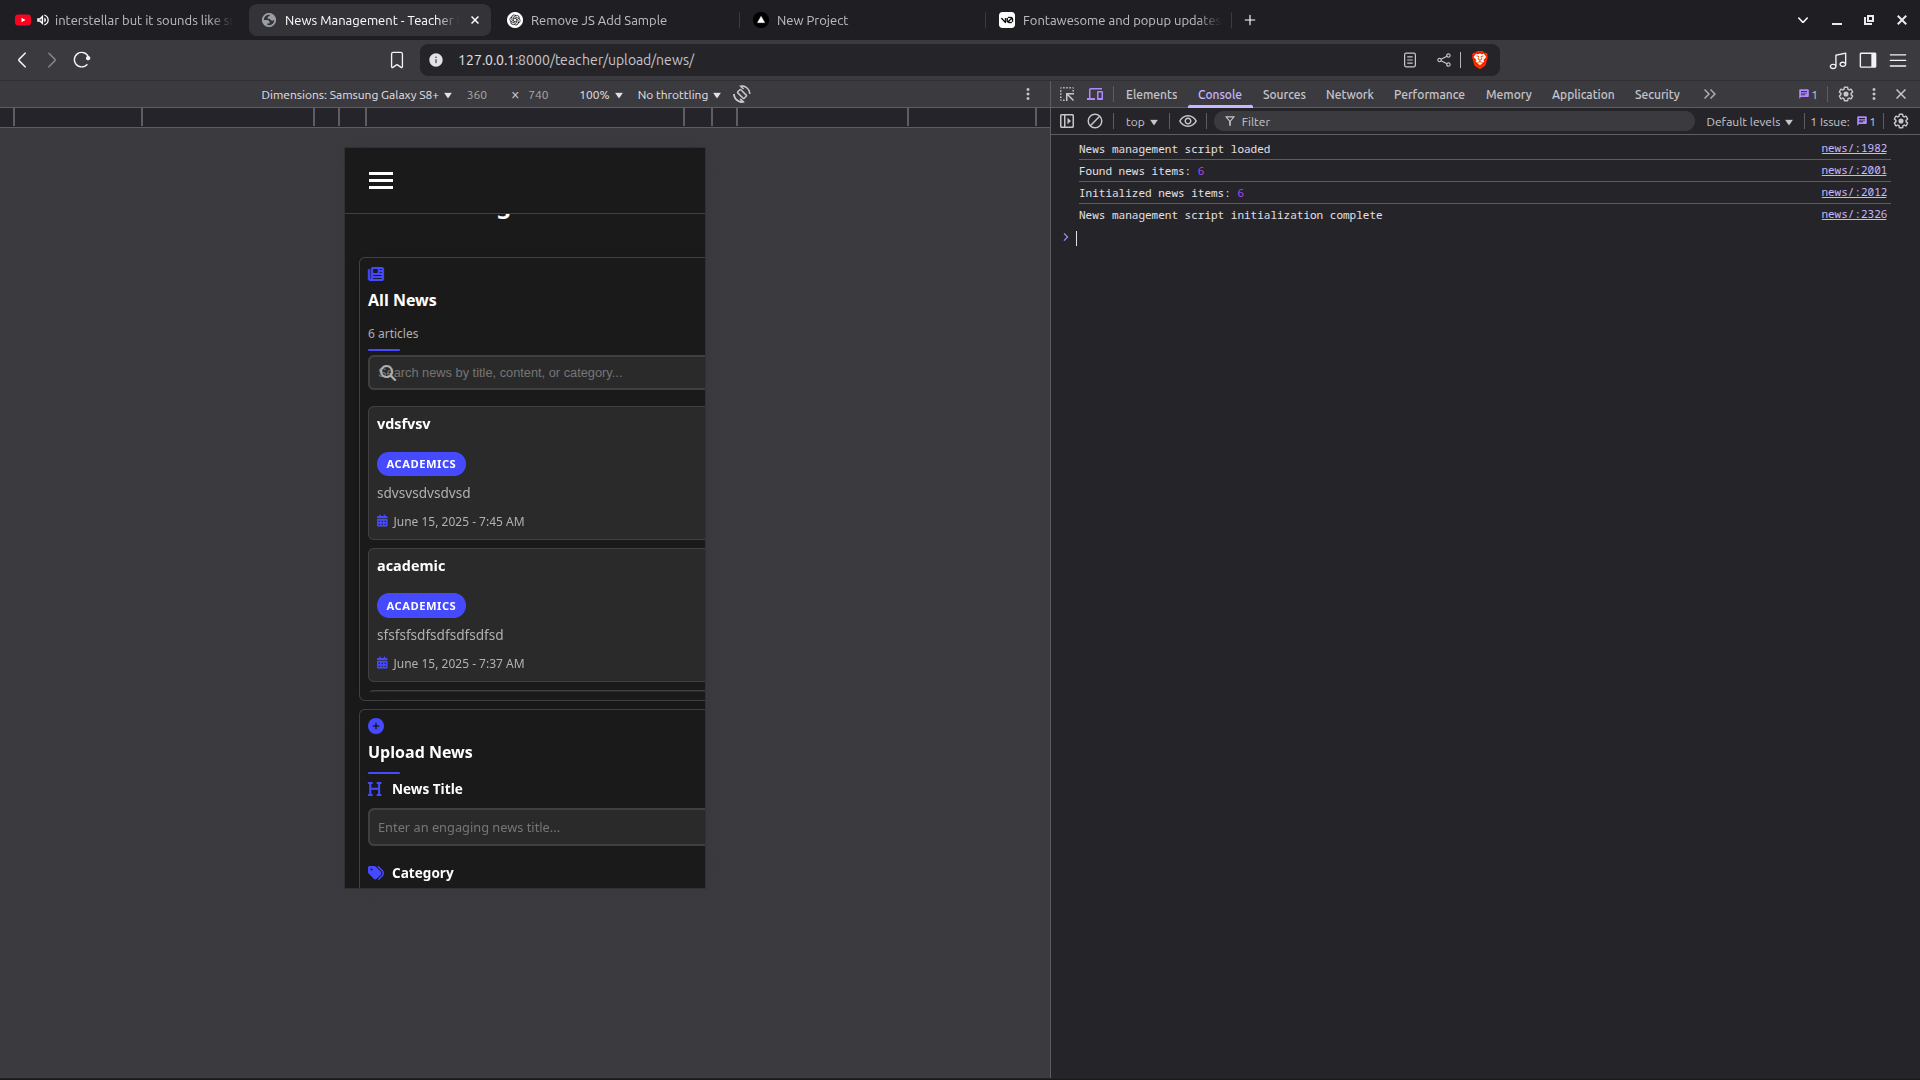 interstellar but it sounds like
News Management - Teacher
Remove JS Add Sample
New Project
Fontawesome and popup updates
127.0.0.1:8000/teacher/upload/news/
Dimensions: Samsung Galaxy S8+ 360 × 740 100% No throttling
Elements Console Sources Network Performance Memory Application Security 1
top Filter Default levels 1 Issue: 1
News management script loaded news/:1982
Found news items: 6 news/:2001
Initialized news items: 6 news/:2012
News management script initialization complete news/:2326
All News
6 articles
Search news by title, content, or category...
vdsfvsv
ACADEMICS
sdvsvsdvsdvsd
June 15, 2025 - 7:45 AM
academic
ACADEMICS
sfsfsfsdfsdfsdfsdfsd
June 15, 2025 - 7:37 AM
Upload News
News Title
Enter an engaging news title...
Category